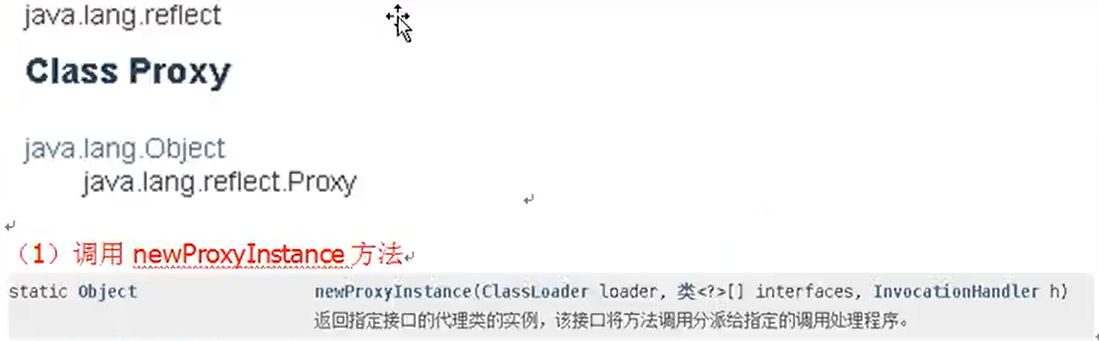 java.lang.reflect
Class Proxy
java.lang.Object
java.lang.reflect.Proxy
（1）调用 newProxyInstance 方法
static Object newProxyInstance(ClassLoader loader, 类<?>[] interfaces, InvocationHandler h)
返回指定接口的代理类的实例，该接口将方法调用分派给指定的调用处理程序。